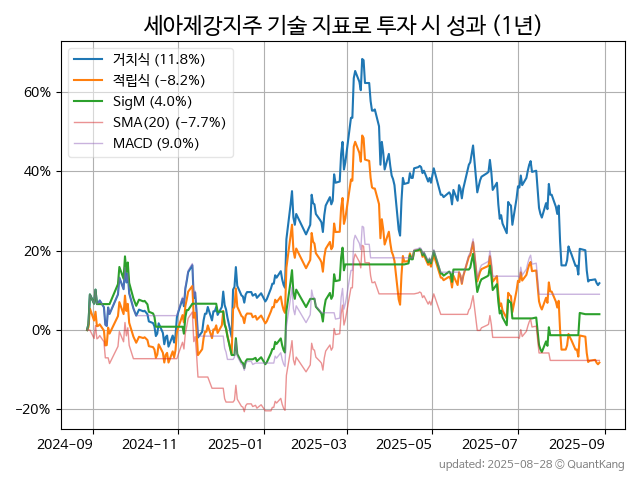 세아제강지주 기술 지표로 투자 시 성과 (1년)
거치식 (11.8%)
적립식 (−8.2%)
SigM (4.0%)
SMA(20) (−7.7%)
MACD (9.0%)
60%
40%
20%
0%
−20%
2024-09 2024-11 2025-01 2025-03 2025-05 2025-07 2025-09
updated: 2025-08-28 © QuantKang